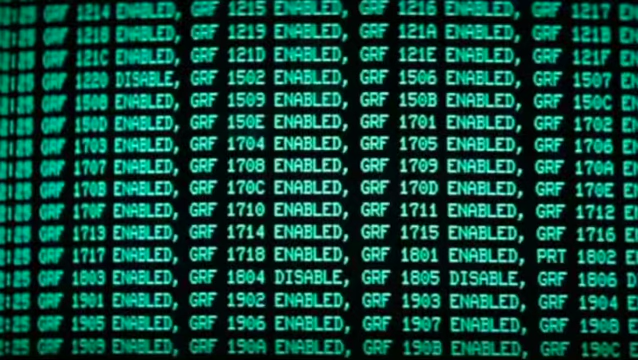 GRF 1214 ENABLED, GRF 1215 ENABLED, GRF 1216 ENABLED, GRF 1217
GRF 1218 ENABLED, GRF 1219 ENABLED, GRF 121A ENABLED, GRF 121B
GRF 121C ENABLED, GRF 121D ENABLED, GRF 121E ENABLED, GRF 121F
GRF 1220 DISABLE, GRF 1502 ENABLED, GRF 1506 ENABLED, GRF 1507
GRF 1508 ENABLED, GRF 1509 ENABLED, GRF 150B ENABLED, GRF 150C
GRF 150D ENABLED, GRF 150E ENABLED, GRF 1701 ENABLED, GRF 1702
GRF 1703 ENABLED, GRF 1704 ENABLED, GRF 1705 ENABLED, GRF 1706
GRF 1707 ENABLED, GRF 1708 ENABLED, GRF 1709 ENABLED, GRF 170A
GRF 170B ENABLED, GRF 170C ENABLED, GRF 170D ENABLED, GRF 170E
GRF 170F ENABLED, GRF 1710 ENABLED, GRF 1711 ENABLED, GRF 1712
GRF 1713 ENABLED, GRF 1714 ENABLED, GRF 1715 ENABLED, GRF 1716
GRF 1717 ENABLED, GRF 1718 ENABLED, GRF 1801 ENABLED, PRT 1802
GRF 1803 ENABLED, GRF 1804 DISABLE, GRF 1805 DISABLE, GRF 1806
GRF 1901 ENABLED, GRF 1902 ENABLED, GRF 1903 ENABLED, GRF 1904
GRF 1905 ENABLED, GRF 1906 ENABLED, GRF 1907 ENABLED, GRF 1908
GRF 1909 ENABLED, GRF 190A ENABLED, GRF 190B ENABLED, GRF 190C